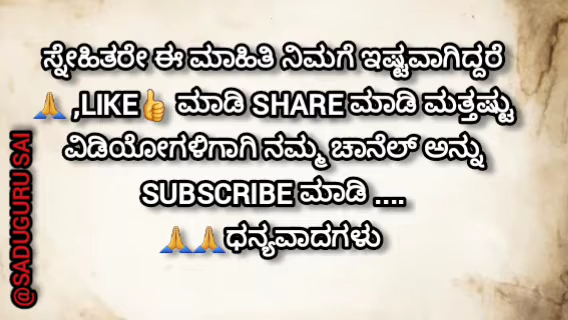 ಸ್ನೇಹಿತರೇ ಈ ಮಾಹಿತಿ ನಿಮಗೆ ಇಷ್ಟವಾಗಿದ್ದರೆ
🙏 ,LIKE👍 ಮಾಡಿ SHARE ಮಾಡಿ ಮತ್ತಷ್ಟು
ವಿಡಿಯೋಗಳಿಗಾಗಿ ನಮ್ಮ ಚಾನೆಲ್ ಅನ್ನು
SUBSCRIBE ಮಾಡಿ ....
🙏🙏ಧನ್ಯವಾದಗಳು
@SADUGURU SAI